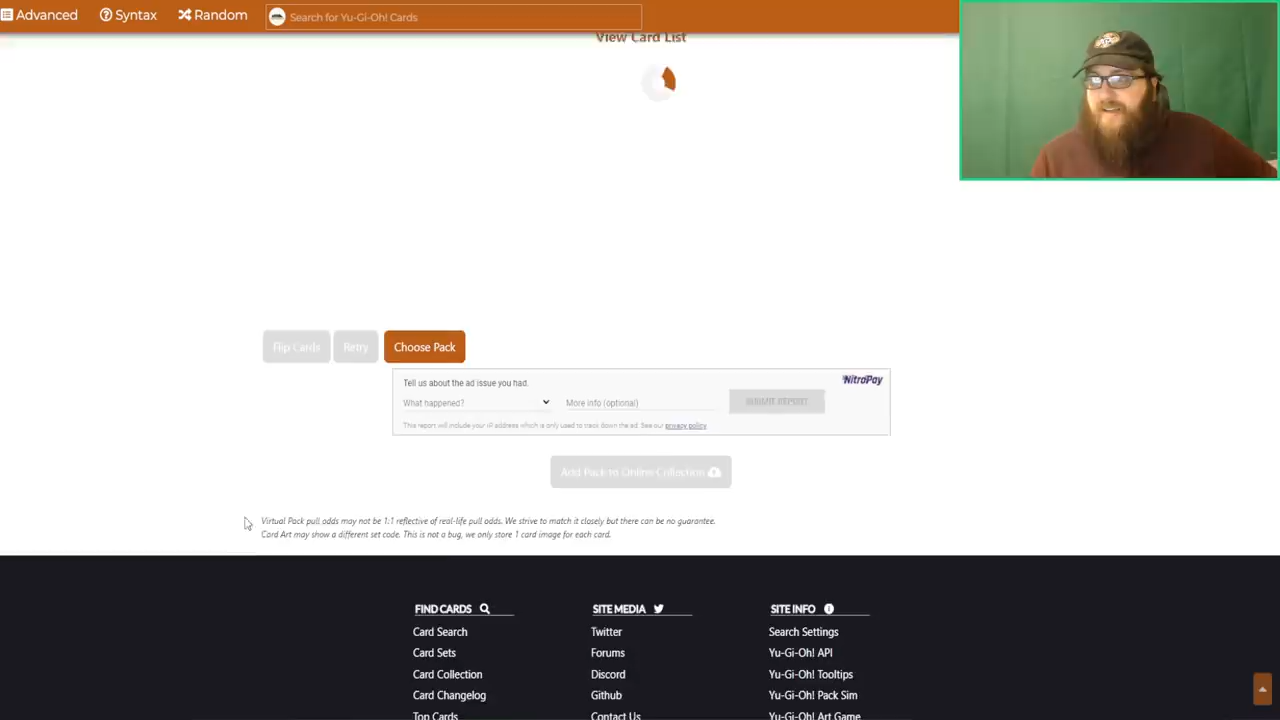 Advanced
Syntax
Random
Search for Yu-Gi-Oh! Cards
View Card List
Flip Cards
Retry
Choose Pack
Tell us about the ad issue you had.
NitroPay
What happened?
More info (optional)
SUBMIT REPORT
This report will include your IP address which is only used to track down the ad. See our privacy policy
Add Pack to Online Collection
Virtual Pack pull odds may not be 1:1 reflective of real-life pull odds. We strive to match it closely but there can be no guarantee.
Card Art may show a different set code. This is not a bug, we only store 1 card image for each card.
FIND CARDS
SITE MEDIA
SITE INFO
Card Search
Twitter
Search Settings
Card Sets
Forums
Yu-Gi-Oh! API
Card Collection
Discord
Yu-Gi-Oh! Tooltips
Card Changelog
Github
Yu-Gi-Oh! Pack Sim
Top Cards
Contact Us
Yu-Gi-Oh! Art Game